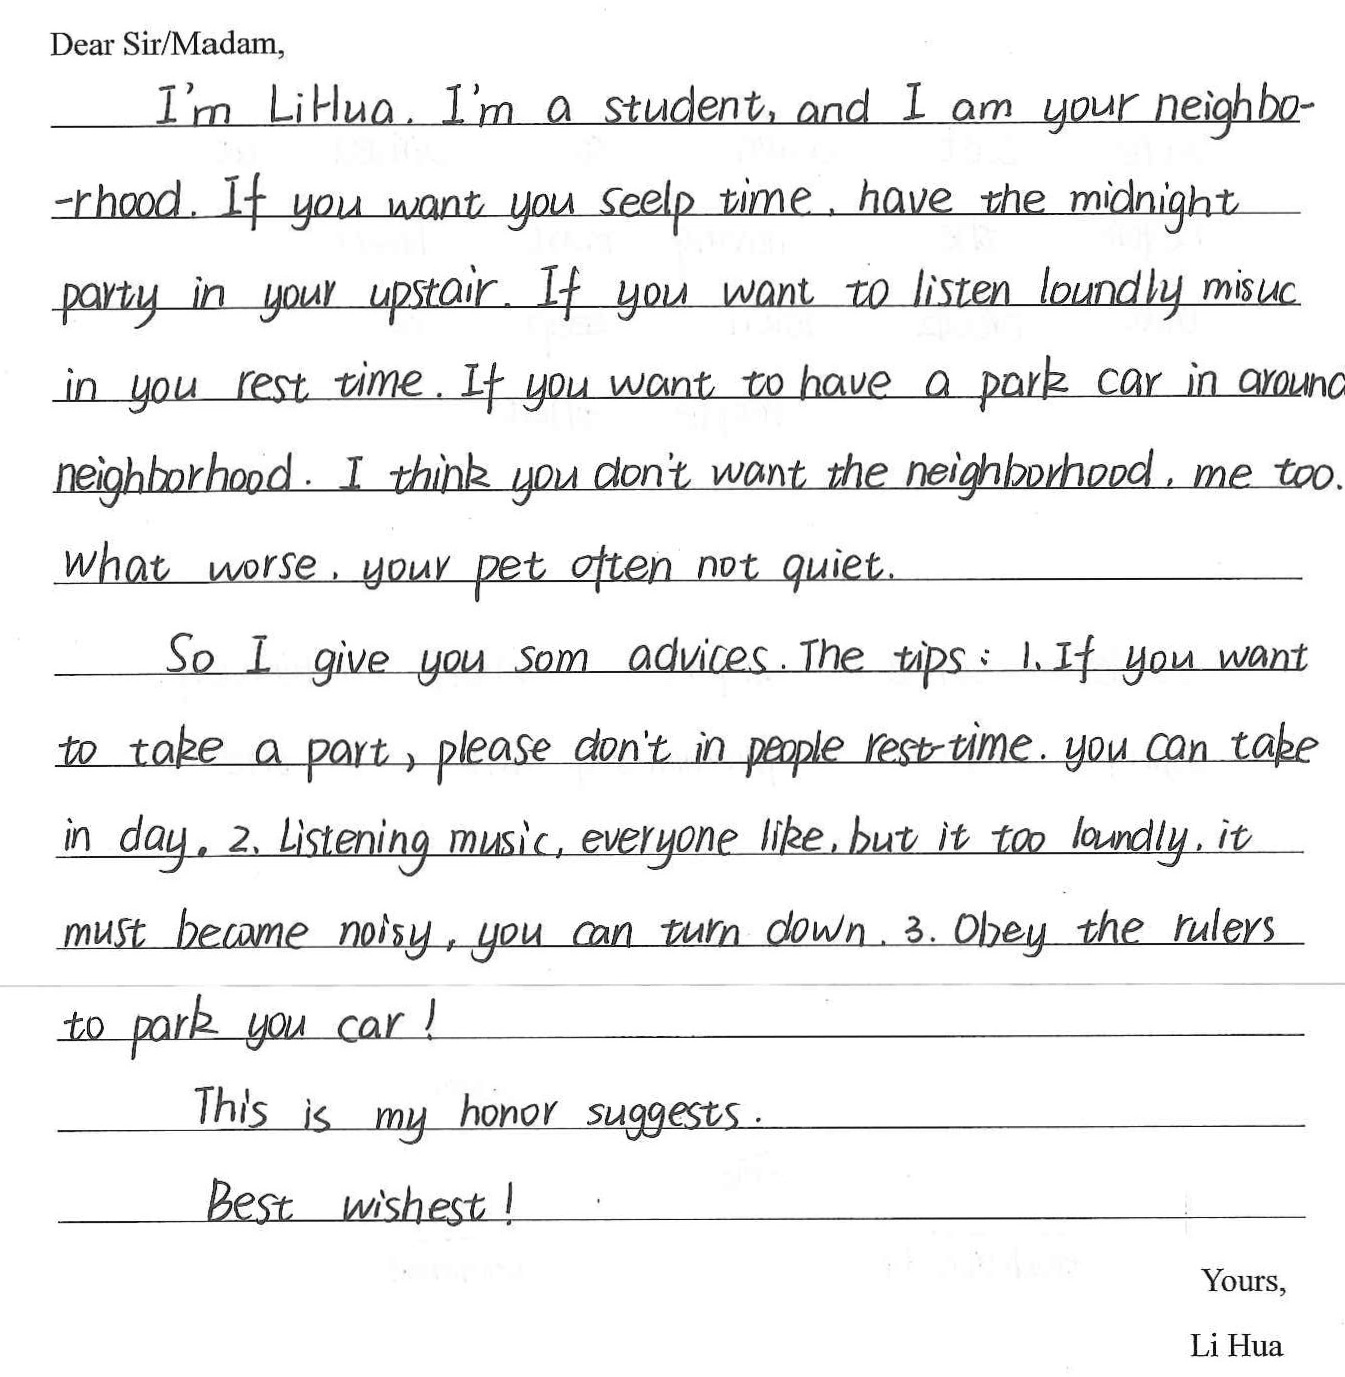 Dear Sir/Madam,
I'm LiHua. I'm a student, and I am your neighbo-
-rhood. If you want you seelp time, have the midnight
party in your upstair. If you want to listen loundly misuc
in you rest time. If you want to have a park car in around
neighborhood. I think you don't want the neighborhood, me too.
What worse, your pet often not quiet.
So I give you som advices. The tips: 1. If you want
to take a part, please don't in people rest-time. you can take
in day. 2. Listening music, everyone like, but it too loundly, it
must became noisy, you can turn down. 3. Obey the rulers
to park you car!
This is my honor suggests.
Best wishest!
Yours,
Li Hua